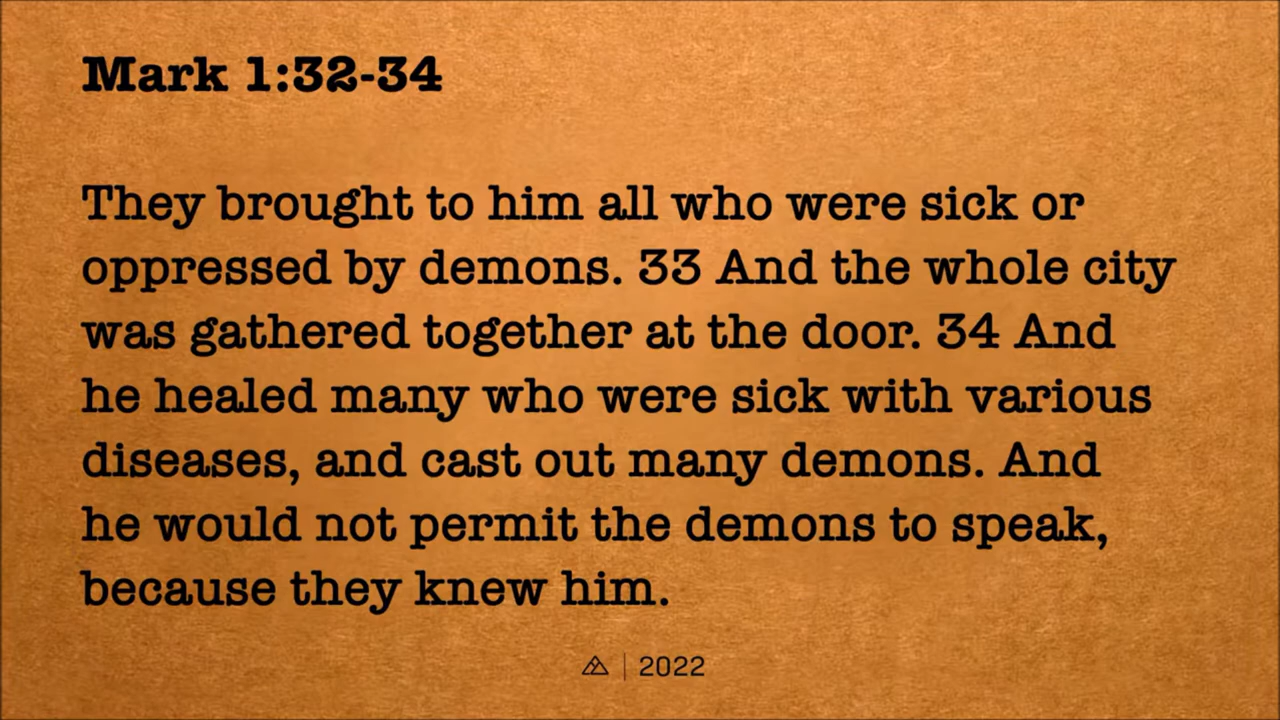 Mark 1:32-34
They brought to him all who were sick or
oppressed by demons. 33 And the whole city
was gathered together at the door. 34 And
he healed many who were sick with various
diseases, and cast out many demons. And
he would not permit the demons to speak,
because they knew him.
| 2022